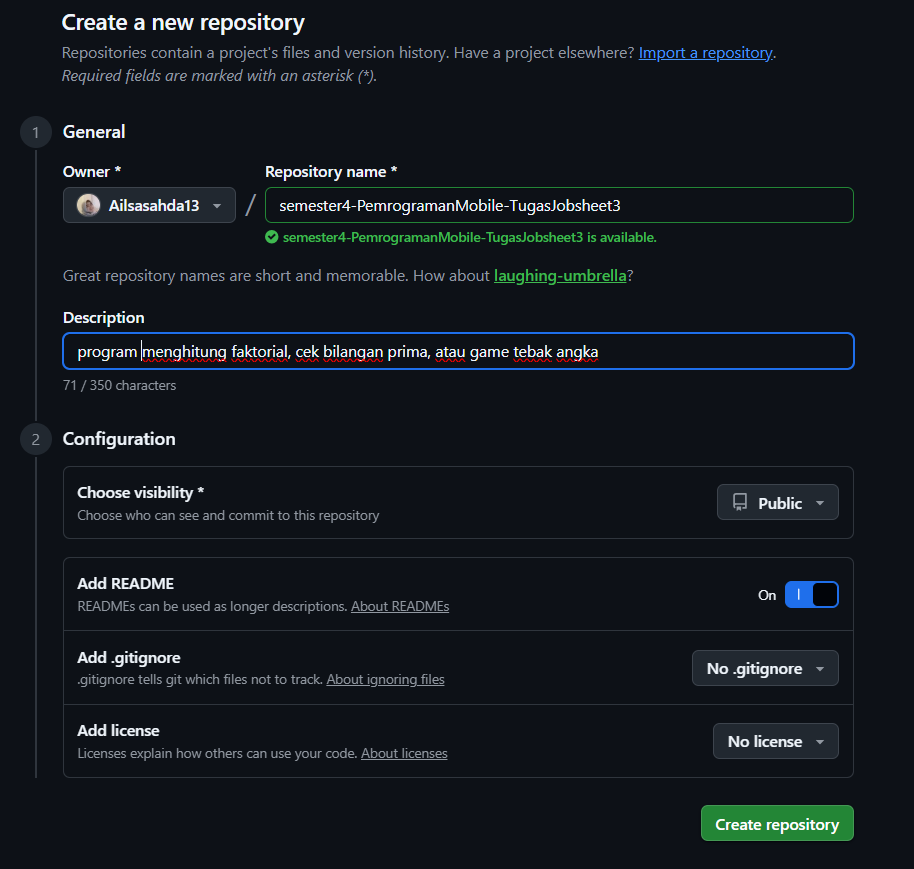 Create a new repository
Repositories contain a project's files and version history. Have a project elsewhere? Import a repository.
Required fields are marked with an asterisk (*).
1 General
Owner *
Repository name *
Ailsasahda13 / semester4-PemrogramanMobile-TugasJobsheet3
semester4-PemrogramanMobile-TugasJobsheet3 is available.
Great repository names are short and memorable. How about laughing-umbrella?
Description
program menghitung faktorial, cek bilangan prima, atau game tebak angka
71 / 350 characters
2 Configuration
Choose visibility *
Choose who can see and commit to this repository
Public
Add README
READMEs can be used as longer descriptions. About READMEs
On
Add .gitignore
.gitignore tells git which files not to track. About ignoring files
No .gitignore
Add license
Licenses explain how others can use your code. About licenses
No license
Create repository